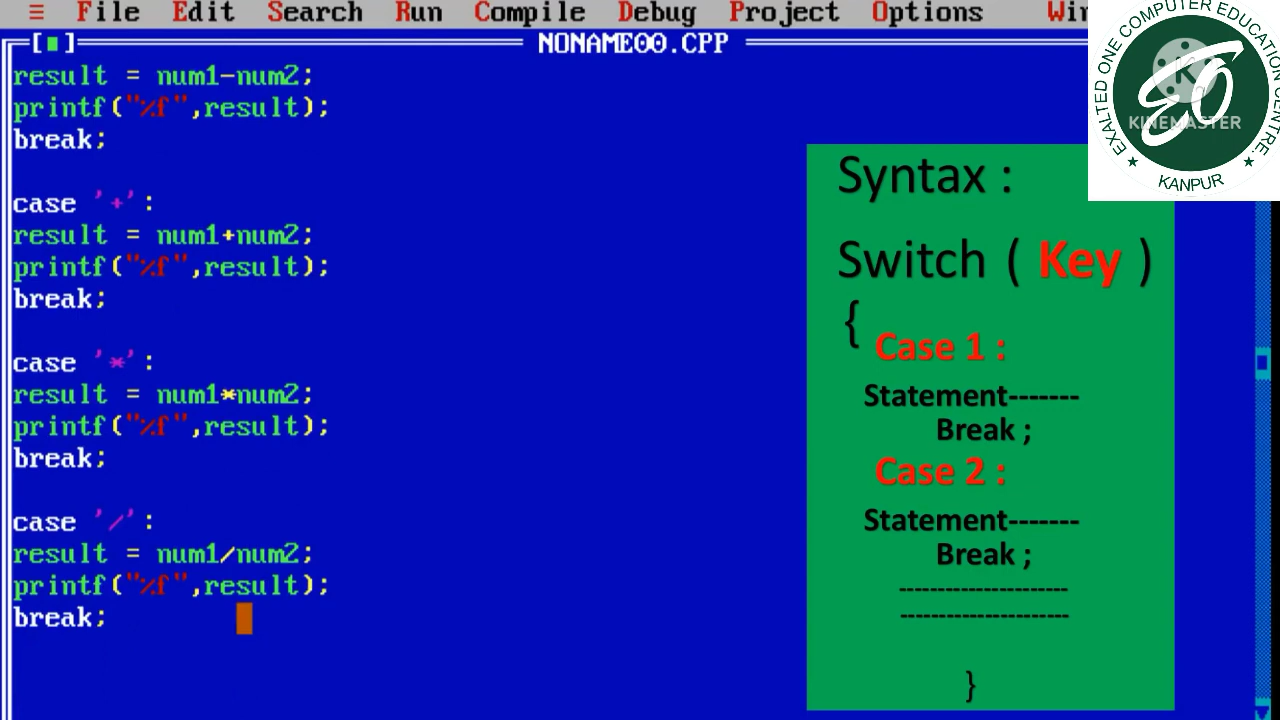 ≡ File Edit Search Run Compile Debug Project Options
NONAME00.CPP
result = num1-num2;
printf("%f",result);
break;
case '+':
result = num1+num2;
printf("%f",result);
break;
case '*':
result = num1*num2;
printf("%f",result);
break;
case '/':
result = num1/num2;
printf("%f",result);
break;
Syntax :
Switch ( Key )
{
Case 1 :
Statement-------
Break ;
Case 2 :
Statement-------
Break ;
----------------------
----------------------
}
EXALTED ONE COMPUTER EDUCATION CENTRE.
EO
K
KINEMASTER
KANPUR